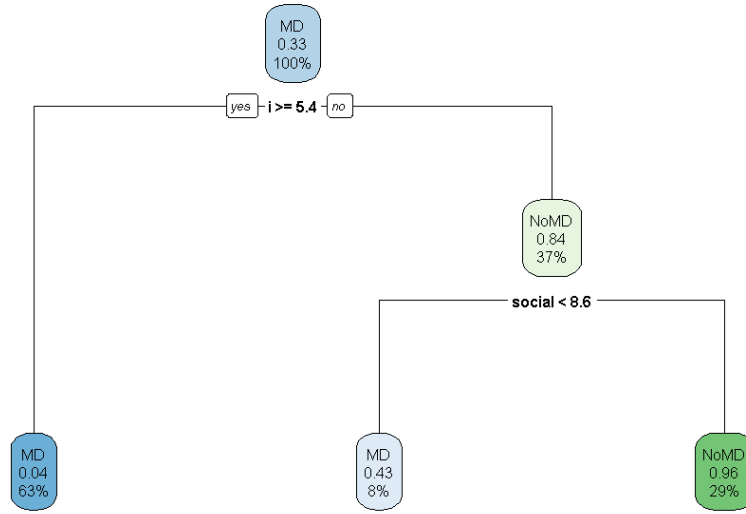 MD
0.33
100%
yes i >= 5.4 no
NoMD
0.84
37%
social < 8.6
MD
0.04
63%
MD
0.43
8%
NoMD
0.96
29%